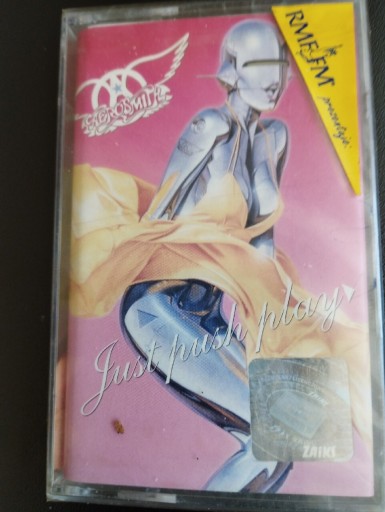 AEROSMITH
RMF FM
prezentuje:
Just push play
ZAIKS